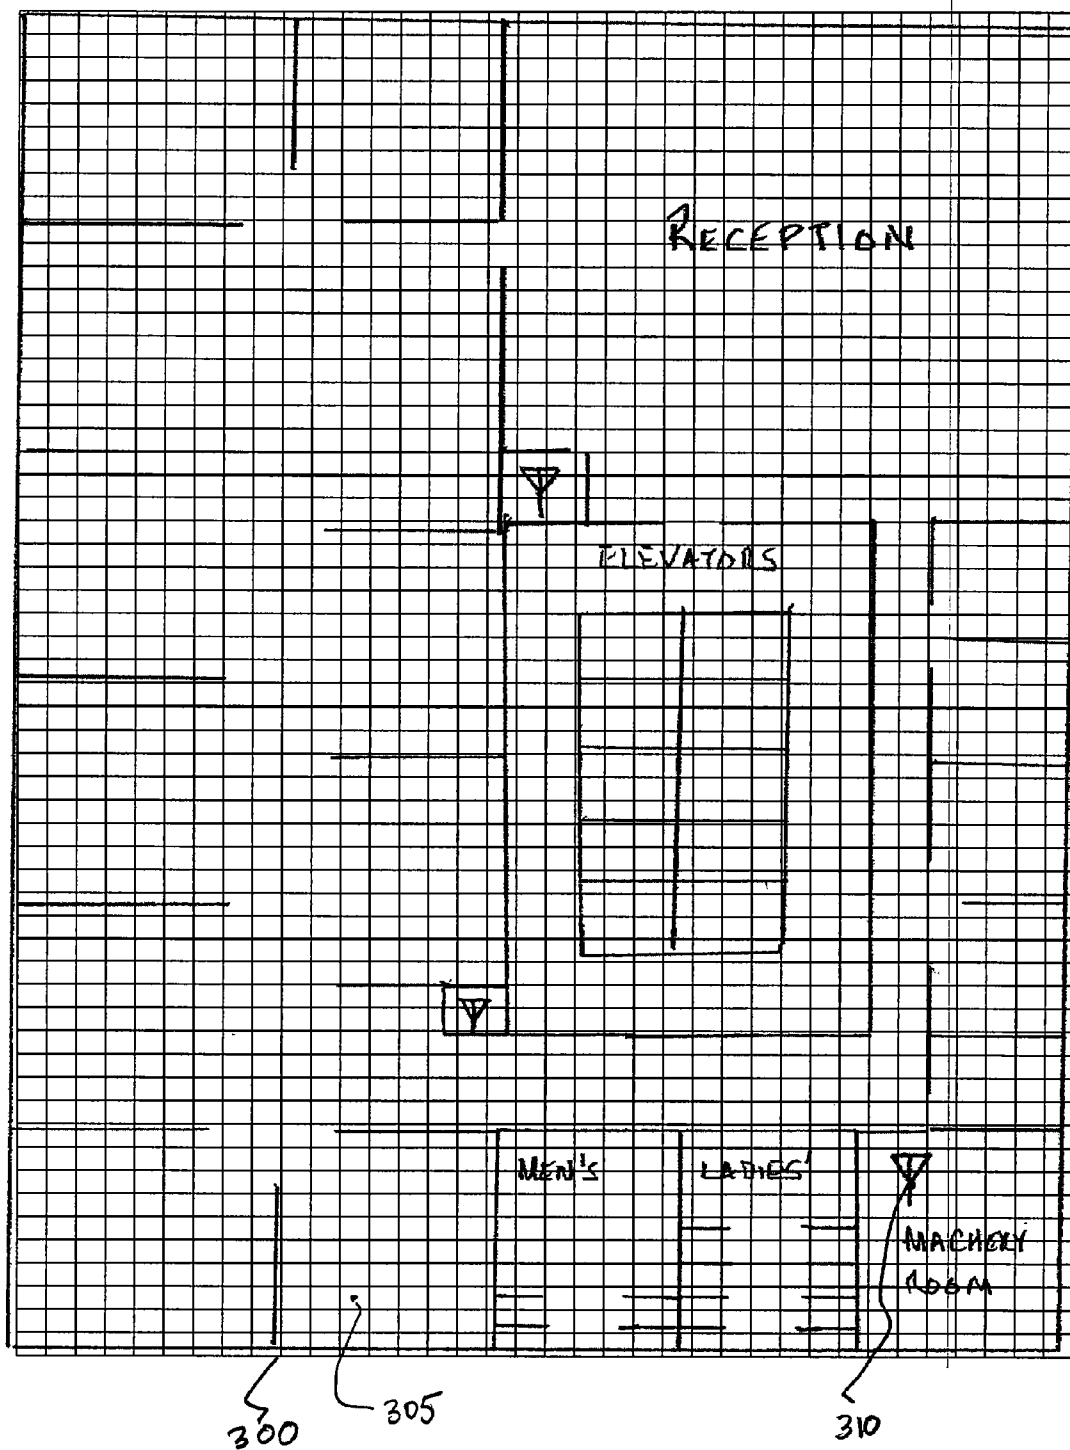 RECEPTION
ELEVATORS
MEN'S
LADIES'
MACHERY
ROOM
300
305
310